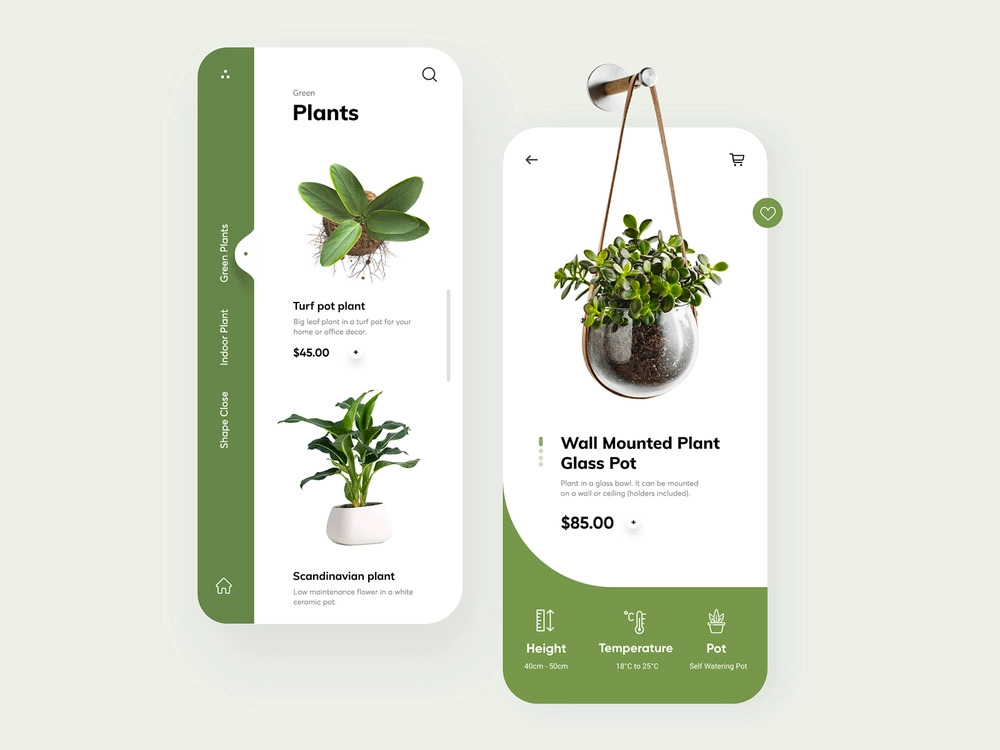 Green
Plants
Green Plants
Indoor Plant
Shape Close
Turf pot plant
Big leaf plant in a turf pot for your
home or office decor.
$45.00
+
Scandinavian plant
Low maintenance flower in a white
ceramic pot.
Wall Mounted Plant
Glass Pot
Plant in a glass bowl. It can be mounted
on a wall or ceiling (holders included).
$85.00
+
°C
Height
40cm - 50cm
Temperature
18°C to 25°C
Pot
Self Watering Pot